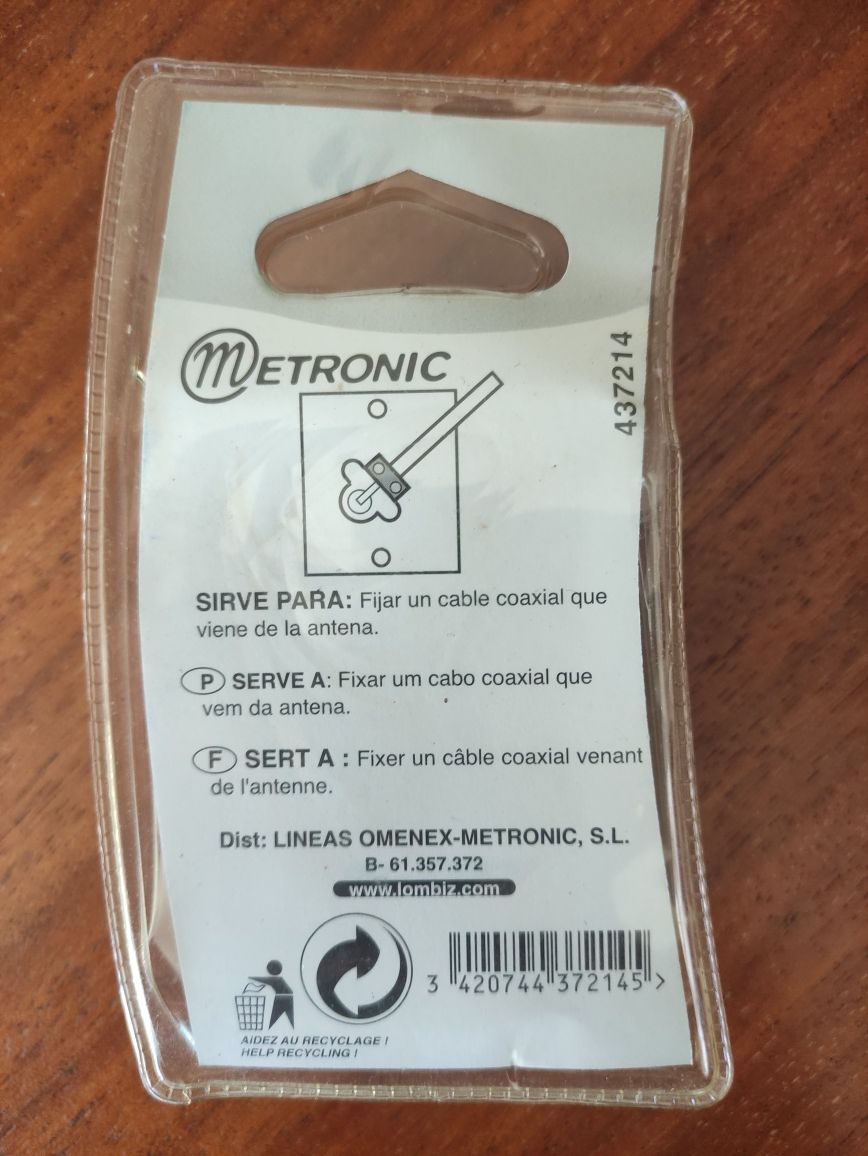 METRONIC
437214
SIRVE PARA: Fijar un cable coaxial que
viene de la antena.
P SERVE A: Fixar um cabo coaxial que
vem da antena.
F SERT A : Fixer un câble coaxial venant
de l'antenne.
Dist: LINEAS OMENEX-METRONIC, S.L.
B- 61.357.372
www.lombiz.com
3 420744 372145 >
AIDEZ AU RECYCLAGE !
HELP RECYCLING !